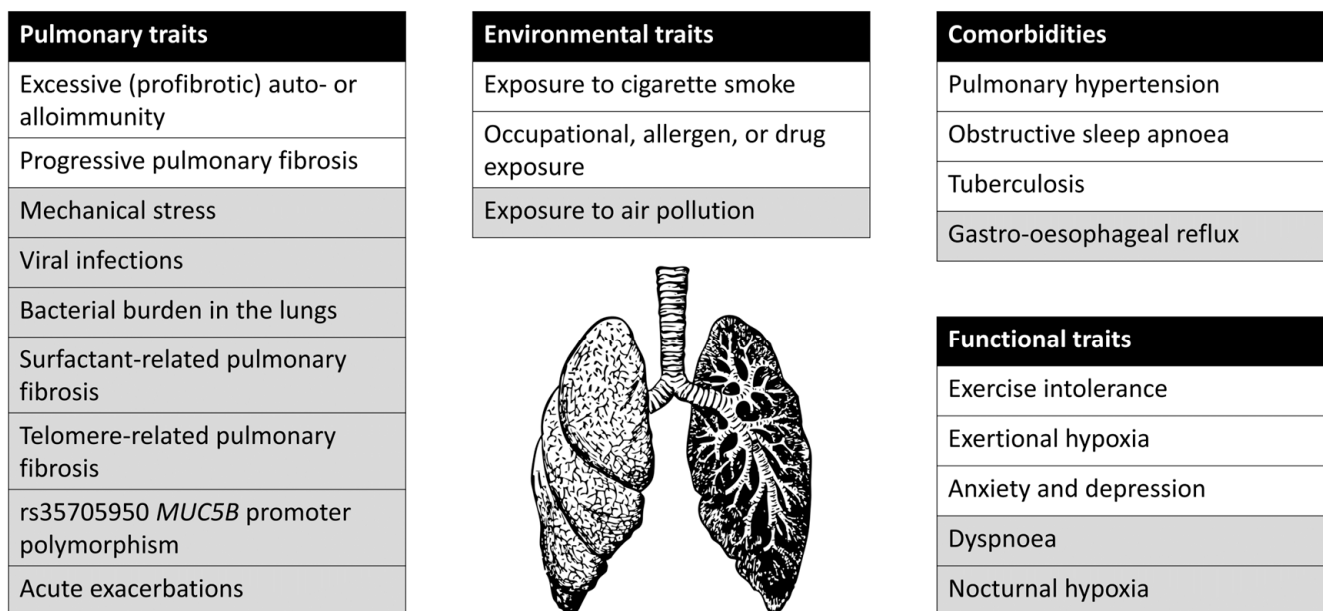 Pulmonary traits
Excessive (profibrotic) auto- or
alloimmunity
Progressive pulmonary fibrosis
Mechanical stress
Viral infections
Bacterial burden in the lungs
Surfactant-related pulmonary
fibrosis
Telomere-related pulmonary
fibrosis
rs35705950 MUC5B promoter
polymorphism
Acute exacerbations
Environmental traits
Exposure to cigarette smoke
Occupational, allergen, or drug
exposure
Exposure to air pollution
Comorbidities
Pulmonary hypertension
Obstructive sleep apnoea
Tuberculosis
Gastro-oesophageal reflux
Functional traits
Exercise intolerance
Exertional hypoxia
Anxiety and depression
Dyspnoea
Nocturnal hypoxia